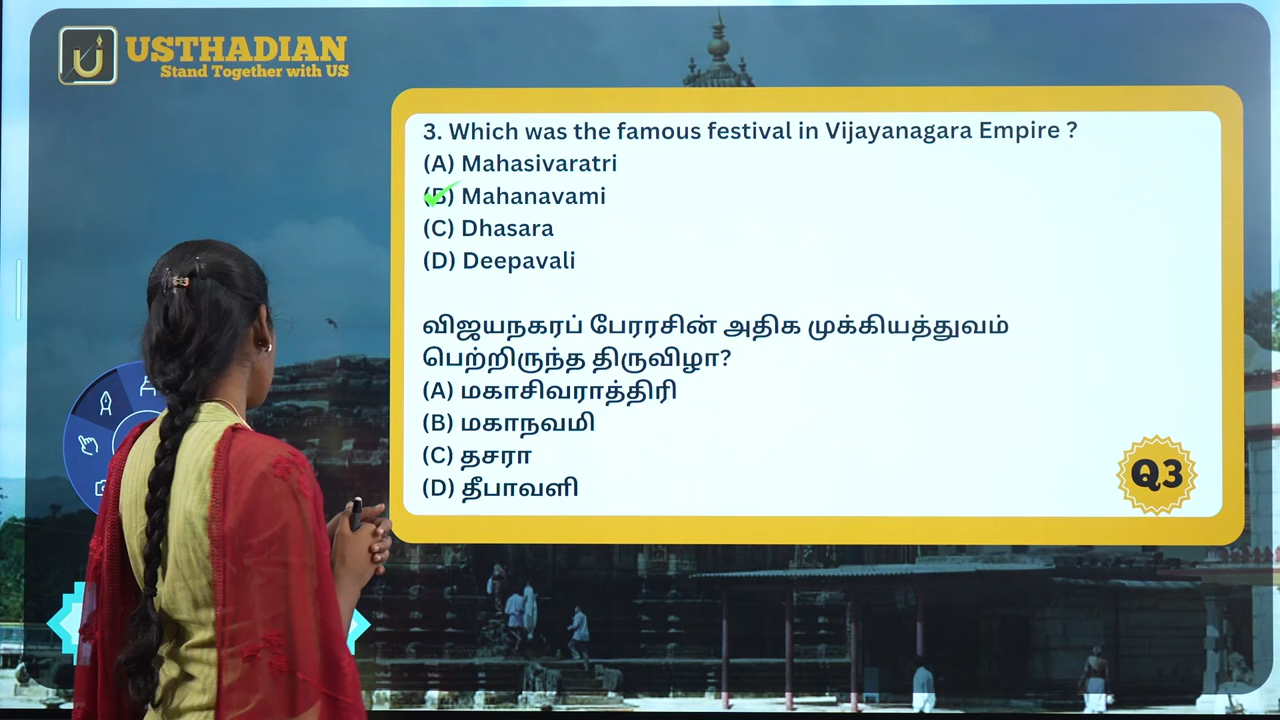 USTHADIAN
Stand Together with US
3. Which was the famous festival in Vijayanagara Empire ?
(A) Mahasivaratri
(B) Mahanavami
(C) Dhasara
(D) Deepavali
விஜயநகரப் பேரரசின் அதிக முக்கியத்துவம்
பெற்றிருந்த திருவிழா?
(A) மகாசிவராத்திரி
(B) மகாநவமி
(C) தசரா
(D) தீபாவளி
Q3